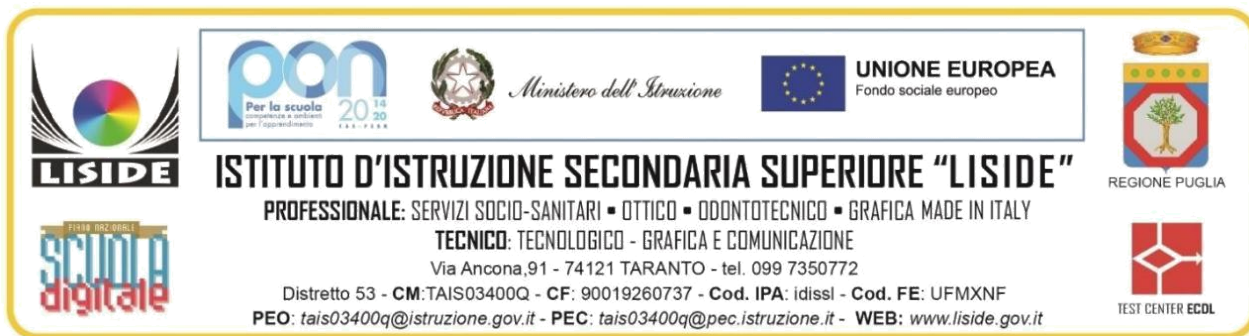 LISIDE
PIANO NAZIONALE
SCUOLA
digitale
pon
Per la scuola
competenze e ambienti
per l'apprendimento
20 14
20
FSE-FESR
REPVBBLICA ITALIANA
Ministero dell'Istruzione
UNIONE EUROPEA
Fondo sociale europeo
ISTITUTO D'ISTRUZIONE SECONDARIA SUPERIORE “LISIDE”
PROFESSIONALE: SERVIZI SOCIO-SANITARI ▪ OTTICO ▪ ODONTOTECNICO ▪ GRAFICA MADE IN ITALY
TECNICO: TECNOLOGICO - GRAFICA E COMUNICAZIONE
Via Ancona,91 - 74121 TARANTO - tel. 099 7350772
Distretto 53 - CM:TAIS03400Q - CF: 90019260737 - Cod. IPA: idissl - Cod. FE: UFMXNF
PEO: tais03400q@istruzione.gov.it - PEC: tais03400q@pec.istruzione.it - WEB: www.liside.gov.it
REGIONE PUGLIA
TEST CENTER ECDL